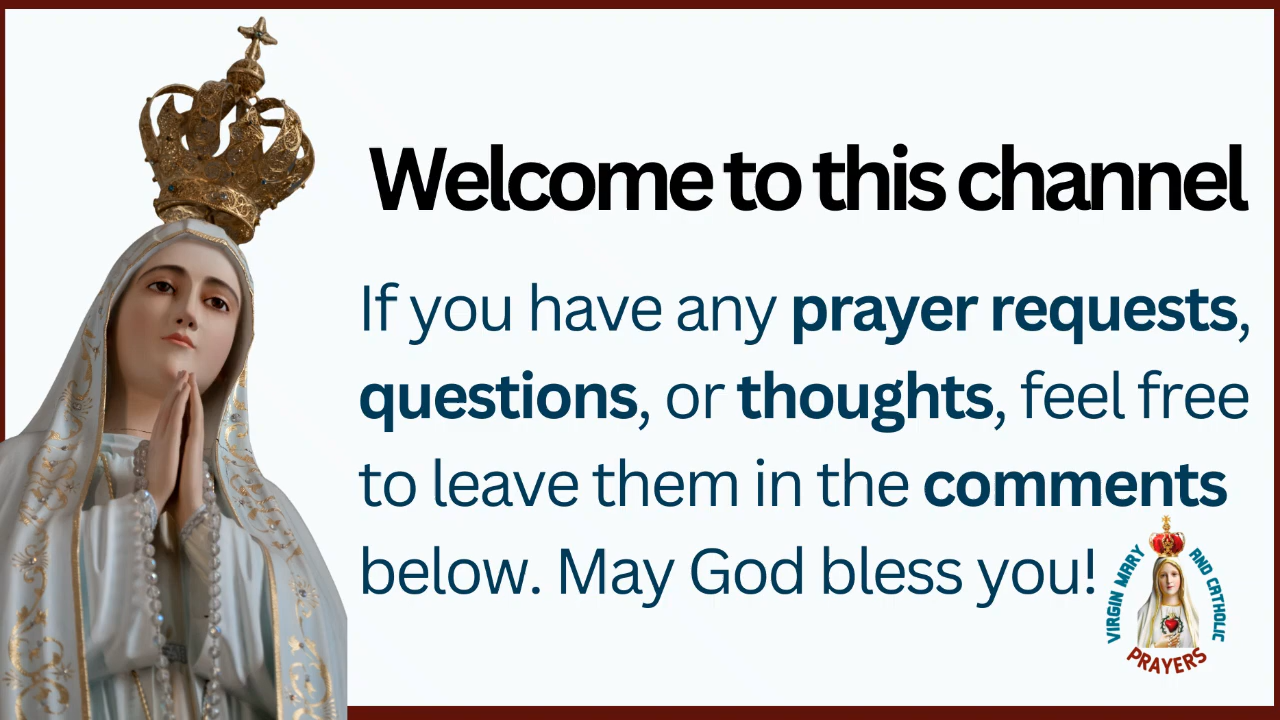 Welcome to this channel
If you have any prayer requests,
questions, or thoughts, feel free
to leave them in the comments
below. May God bless you!
VIRGIN MARY
AND CATHOLIC
PRAYERS